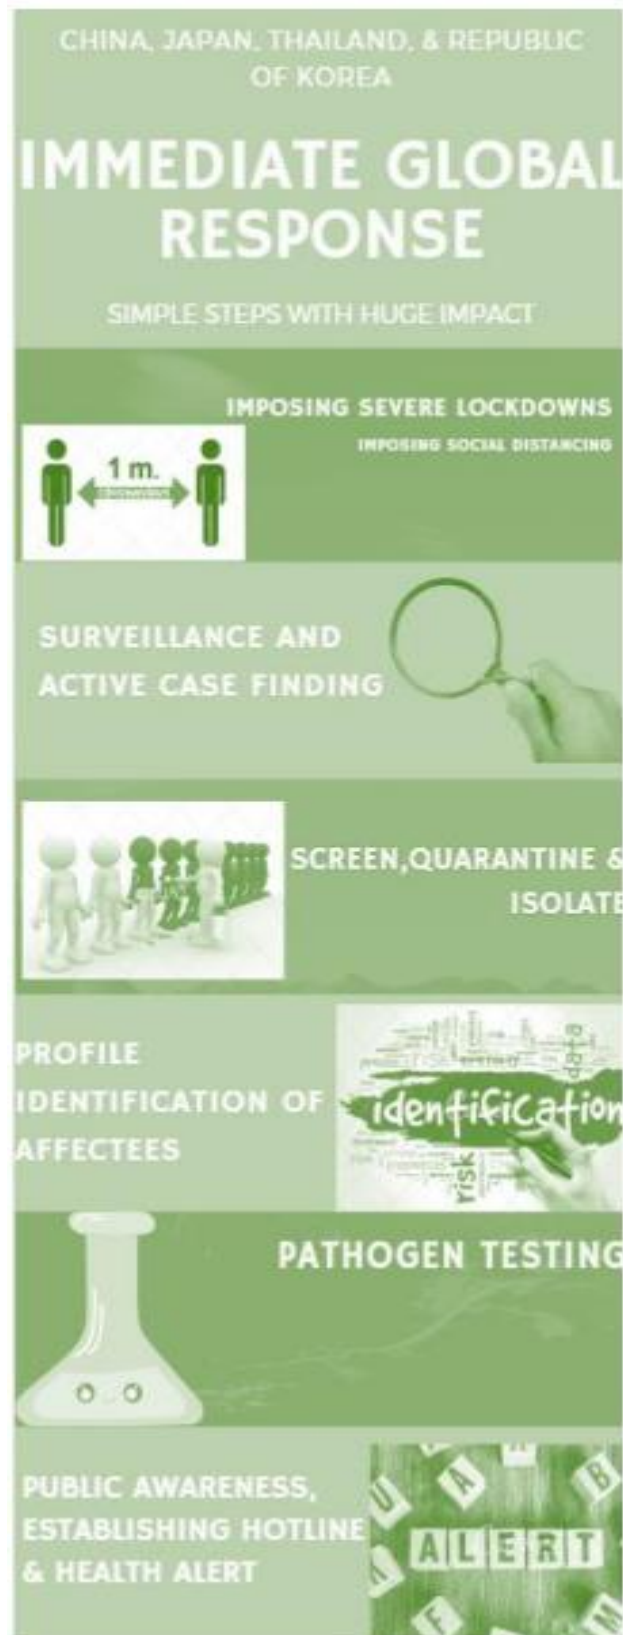 CHINA, JAPAN, THAILAND, & REPUBLIC
OF KOREA
IMMEDIATE GLOBAL
RESPONSE
SIMPLE STEPS WITH HUGE IMPACT
IMPOSING SEVERE LOCKDOWNS
IMPOSING SOCIAL DISTANCING
1 m.
SURVEILLANCE AND
ACTIVE CASE FINDING
SCREEN,QUARANTINE &
ISOLATE
PROFILE
IDENTIFICATION OF
AFFECTEES
data
identification
risk
PATHOGEN TESTING
PUBLIC AWARENESS,
ESTABLISHING HOTLINE
& HEALTH ALERT
U
A
B
ALERT
F
M